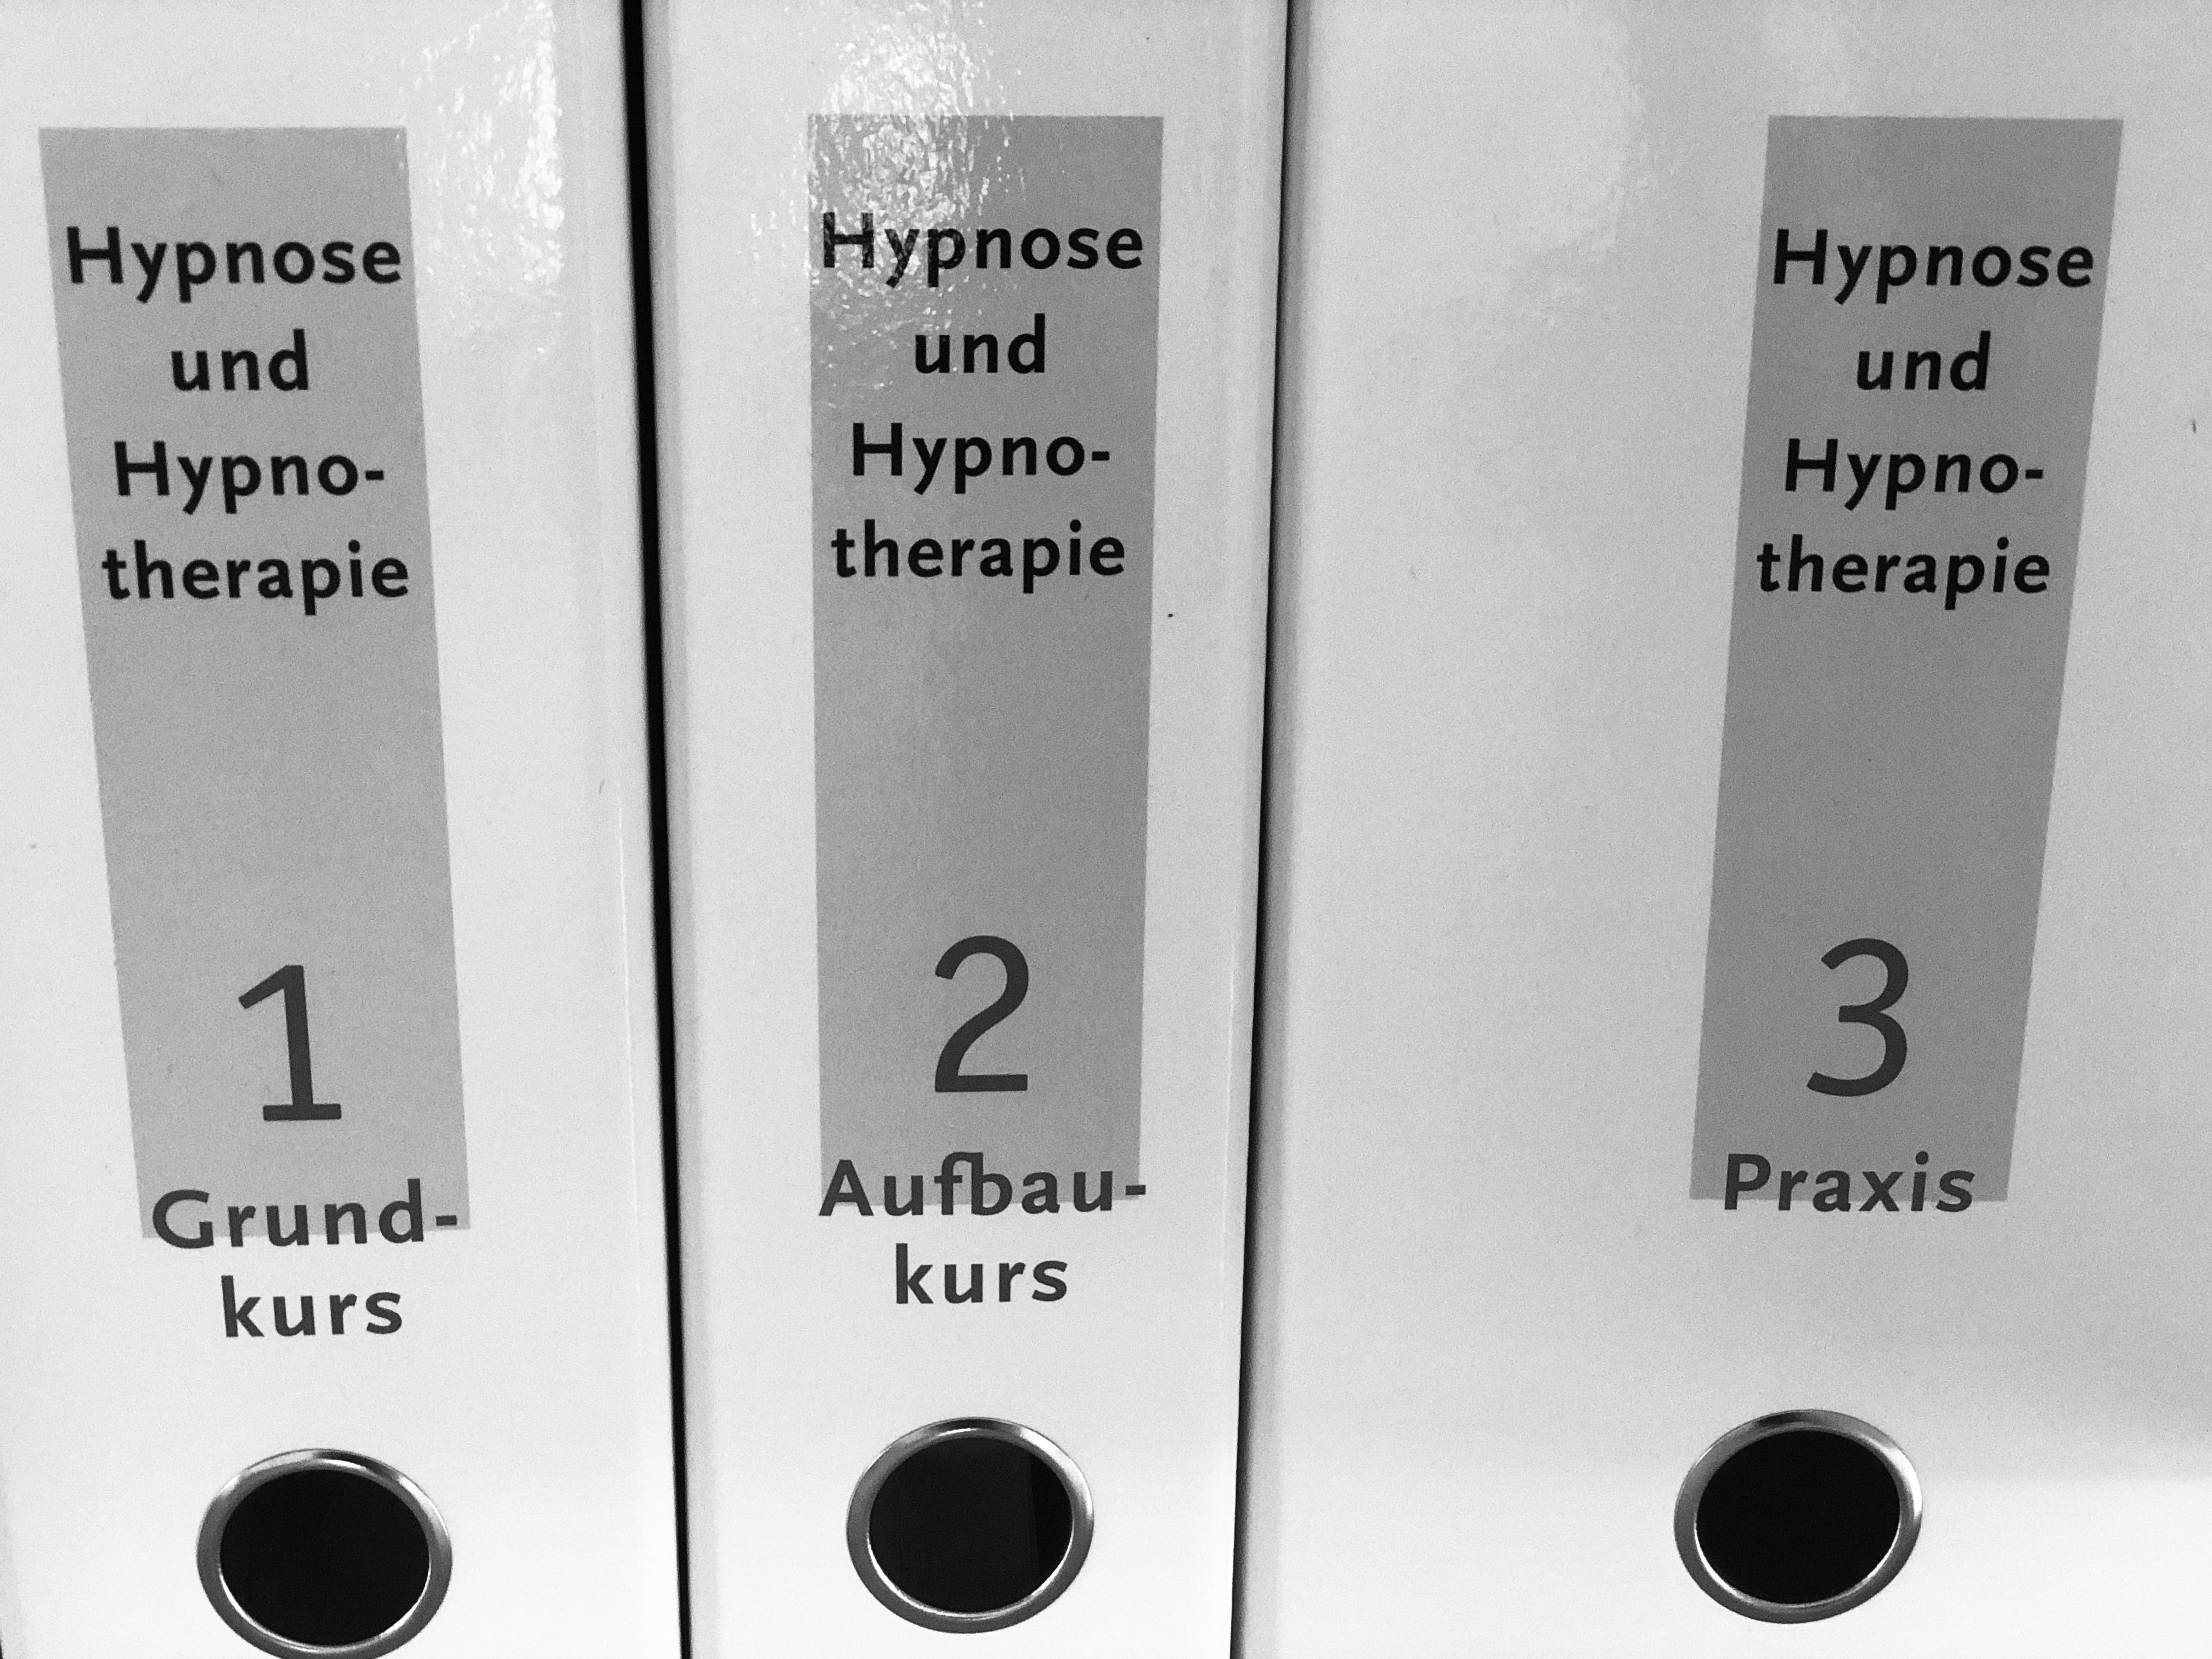 Hypnose
und
Hypno-
therapie
1
Grund-
kurs
Hypnose
und
Hypno-
therapie
2
Aufbau-
kurs
Hypnose
und
Hypno-
therapie
3
Praxis